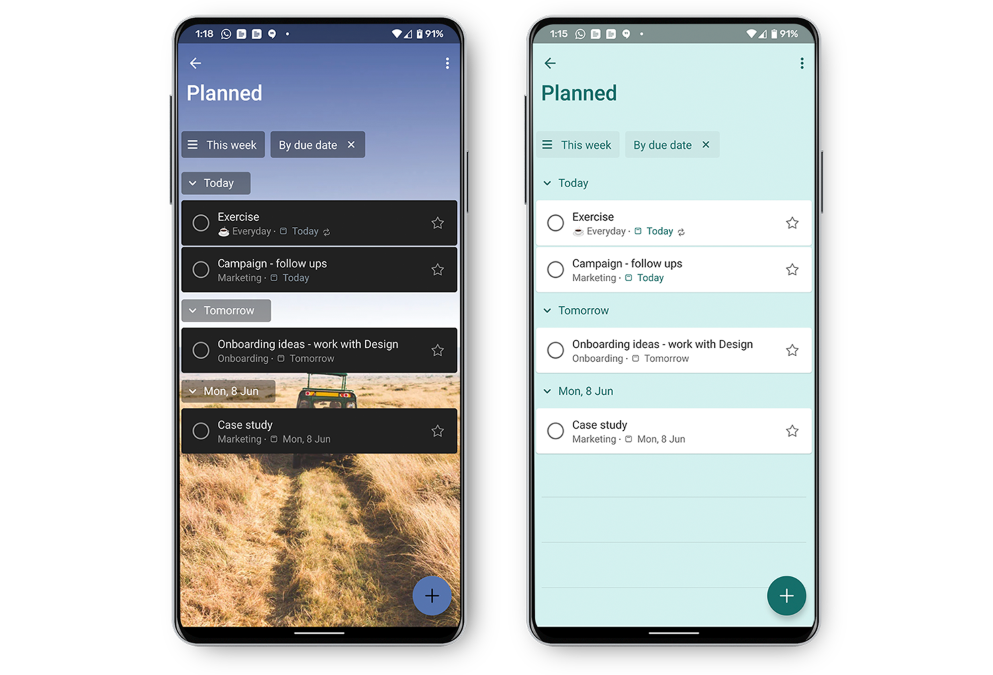 1:18
91%
Planned
This week
By due date
Today
Exercise
Everyday · Today
Campaign - follow ups
Marketing · Today
Tomorrow
Onboarding ideas - work with Design
Onboarding · Tomorrow
Mon, 8 Jun
Case study
Marketing · Mon, 8 Jun
1:15
91%
Planned
This week
By due date
Today
Exercise
Everyday · Today
Campaign - follow ups
Marketing · Today
Tomorrow
Onboarding ideas - work with Design
Onboarding · Tomorrow
Mon, 8 Jun
Case study
Marketing · Mon, 8 Jun